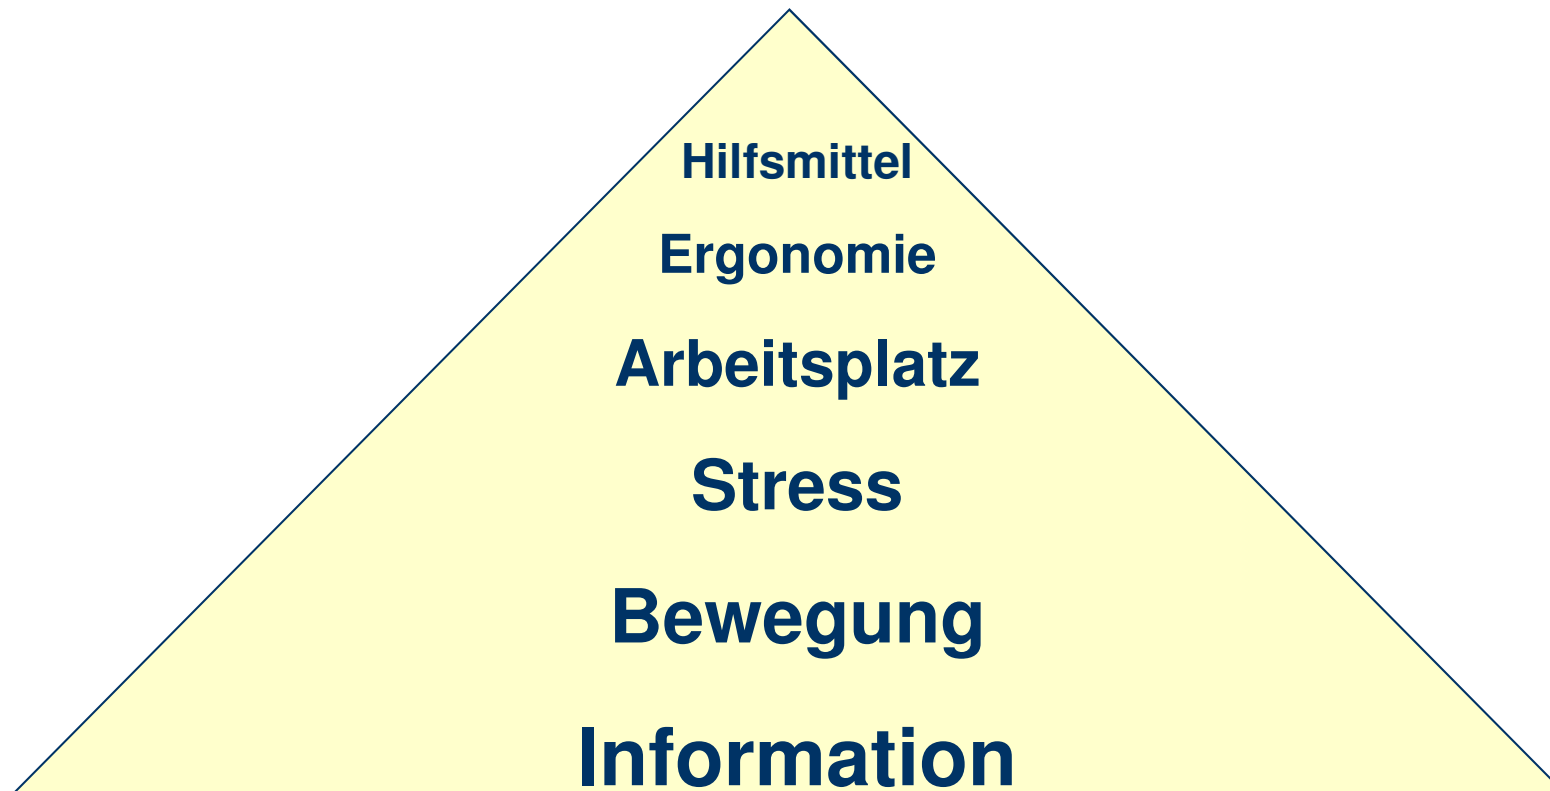 Hilfsmittel
Ergonomie
Arbeitsplatz
Stress
Bewegung
Information